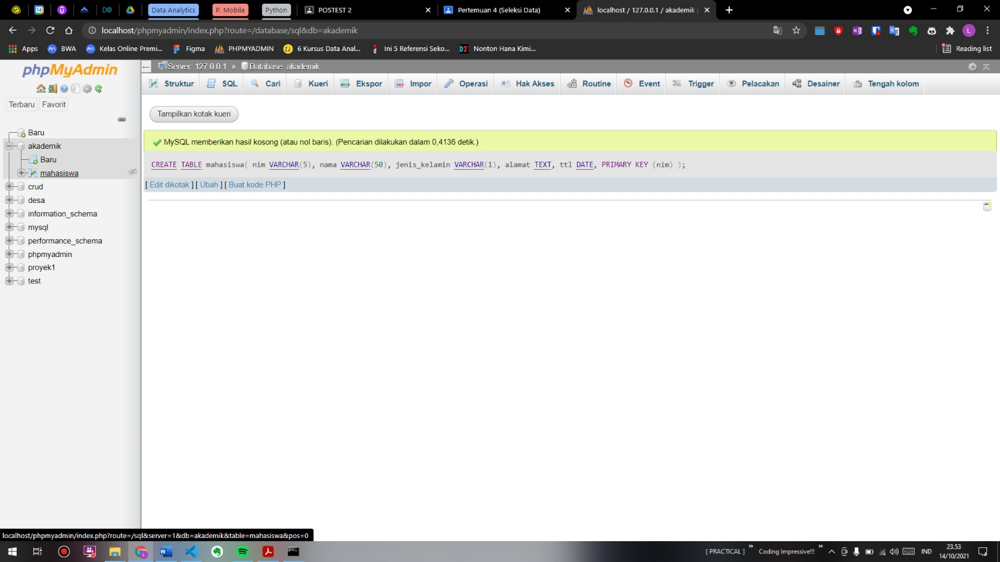 14
Data Analytics
P. Mobile
Python
POSTEST 2
Pertemuan 4 (Seleksi Data)
localhost / 127.0.0.1 / akademik
localhost/phpmyadmin/index.php?route=/database/sql&db=akademik
L
Apps
BWA
Kelas Online Premi...
Figma
PHPMYADMIN
6 Kursus Data Anal...
Ini 5 Referensi Seko...
Nonton Hana Kimi...
Reading list
phpMyAdmin
Server: 127.0.0.1 » Database: akademik
Struktur
SQL
Cari
Kueri
Ekspor
Impor
Operasi
Hak Akses
Routine
Event
Trigger
Pelacakan
Desainer
Tengah kolom
Terbaru
Favorit
Baru
akademik
Baru
mahasiswa
crud
desa
information_schema
mysql
performance_schema
phpmyadmin
proyek1
test
Tampilkan kotak kueri
MySQL memberikan hasil kosong (atau nol baris). (Pencarian dilakukan dalam 0,4136 detik.)
CREATE TABLE mahasiswa( nim VARCHAR(5), nama VARCHAR(50), jenis_kelamin VARCHAR(1), alamat TEXT, ttl DATE, PRIMARY KEY (nim) );
[ Edit dikotak ] [ Ubah ] [ Buat kode PHP ]
localhost/phpmyadmin/index.php?route=/sql&server=1&db=akademik&table=mahasiswa&pos=0
[ PRACTICAL ] » Coding Impressive!!! »
IND
23.53
14/10/2021